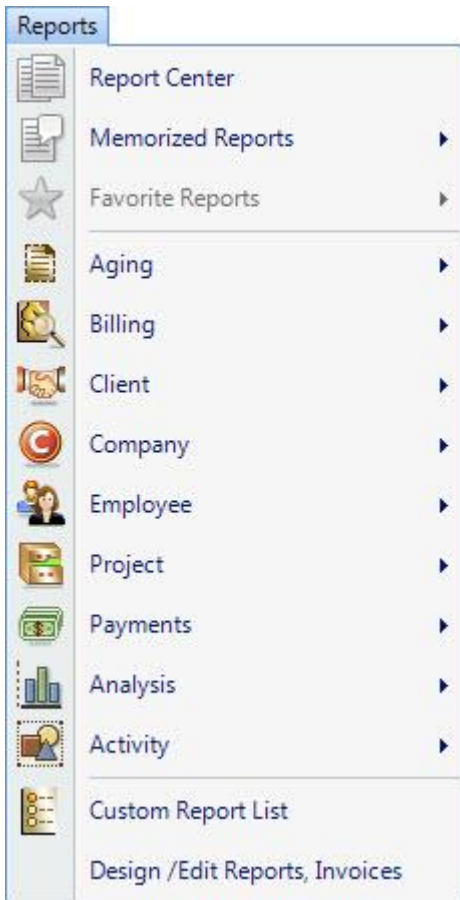 Reports
Report Center
Memorized Reports
Favorite Reports
Aging
Billing
Client
Company
Employee
Project
Payments
Analysis
Activity
Custom Report List
Design /Edit Reports, Invoices